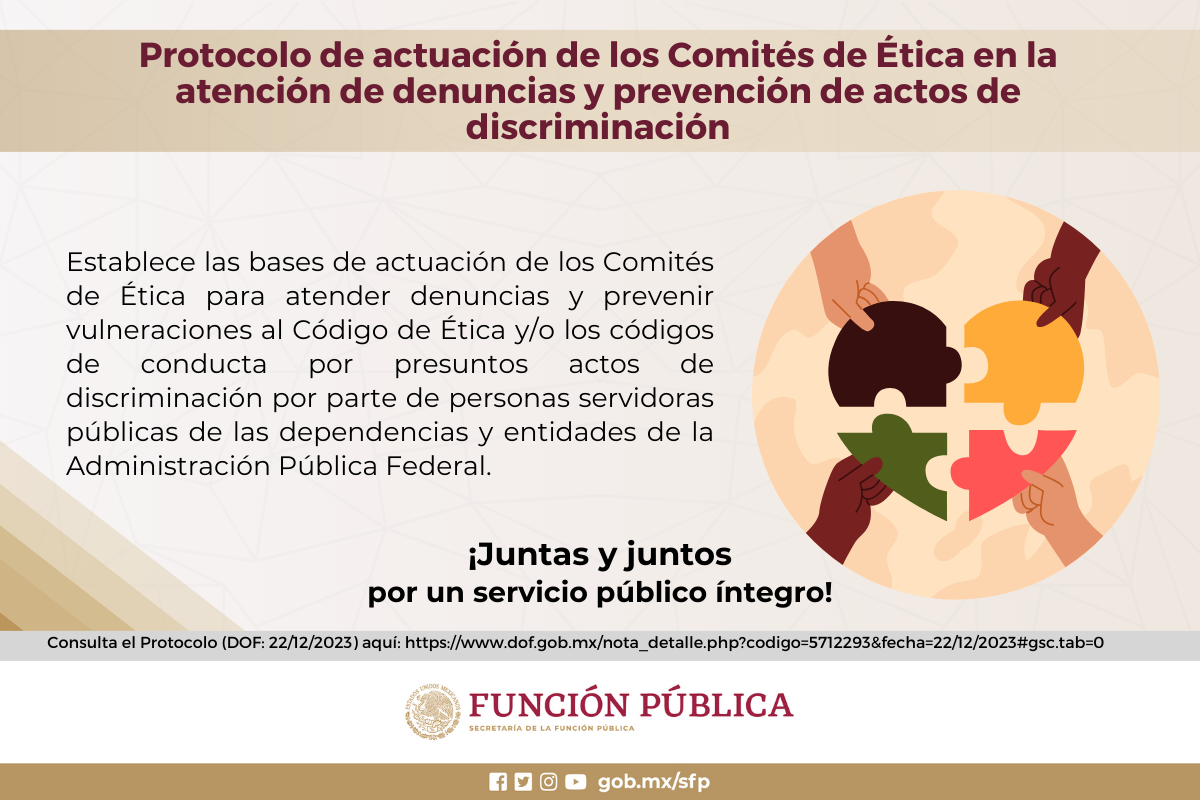 Protocolo de actuación de los Comités de Ética en la
atención de denuncias y prevención de actos de
discriminación
Establece las bases de actuación de los Comités
de Ética para atender denuncias y prevenir
vulneraciones al Código de Ética y/o los códigos
de conducta por presuntos actos de
discriminación por parte de personas servidoras
públicas de las dependencias y entidades de la
Administración Pública Federal.
¡Juntas y juntos
por un servicio público íntegro!
Consulta el Protocolo (DOF: 22/12/2023) aquí: https://www.dof.gob.mx/nota_detalle.php?codigo=5712293&fecha=22/12/2023#gsc.tab=0
ESTADOS UNIDOS MEXICANOS
FUNCIÓN PÚBLICA
SECRETARÍA DE LA FUNCIÓN PÚBLICA
gob.mx/sfp